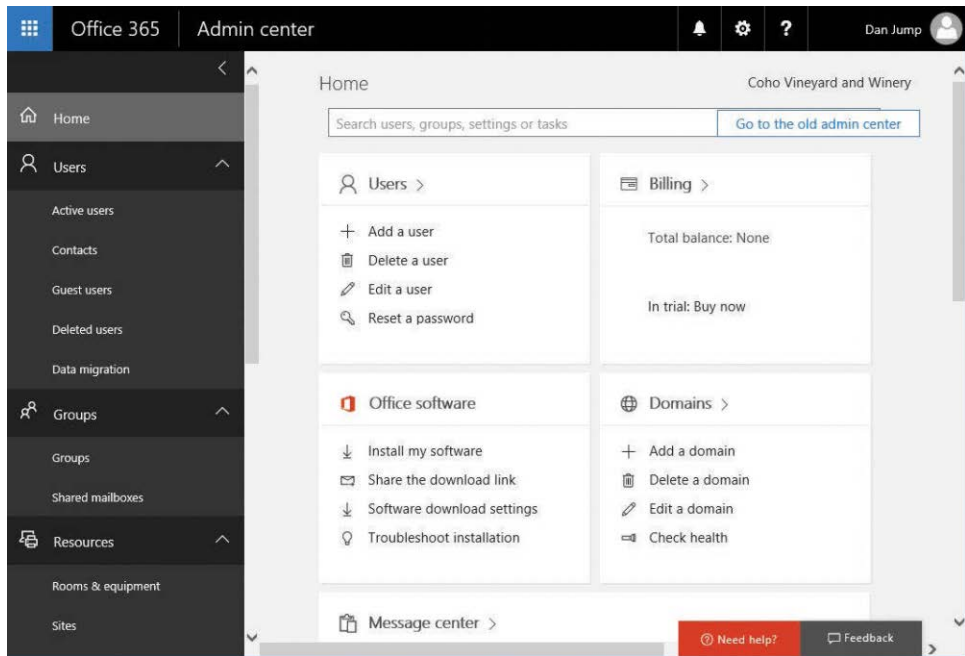 Office 365
Admin center
?
Dan Jump
Home
Users
Active users
Contacts
Guest users
Deleted users
Data migration
Groups
Groups
Shared mailboxes
Resources
Rooms & equipment
Sites
Home
Coho Vineyard and Winery
Search users, groups, settings or tasks
Go to the old admin center
Users >
Add a user
Delete a user
Edit a user
Reset a password
Billing >
Total balance: None
In trial: Buy now
Office software
Install my software
Share the download link
Software download settings
Troubleshoot installation
Domains >
Add a domain
Delete a domain
Edit a domain
Check health
Message center >
Need help?
Feedback